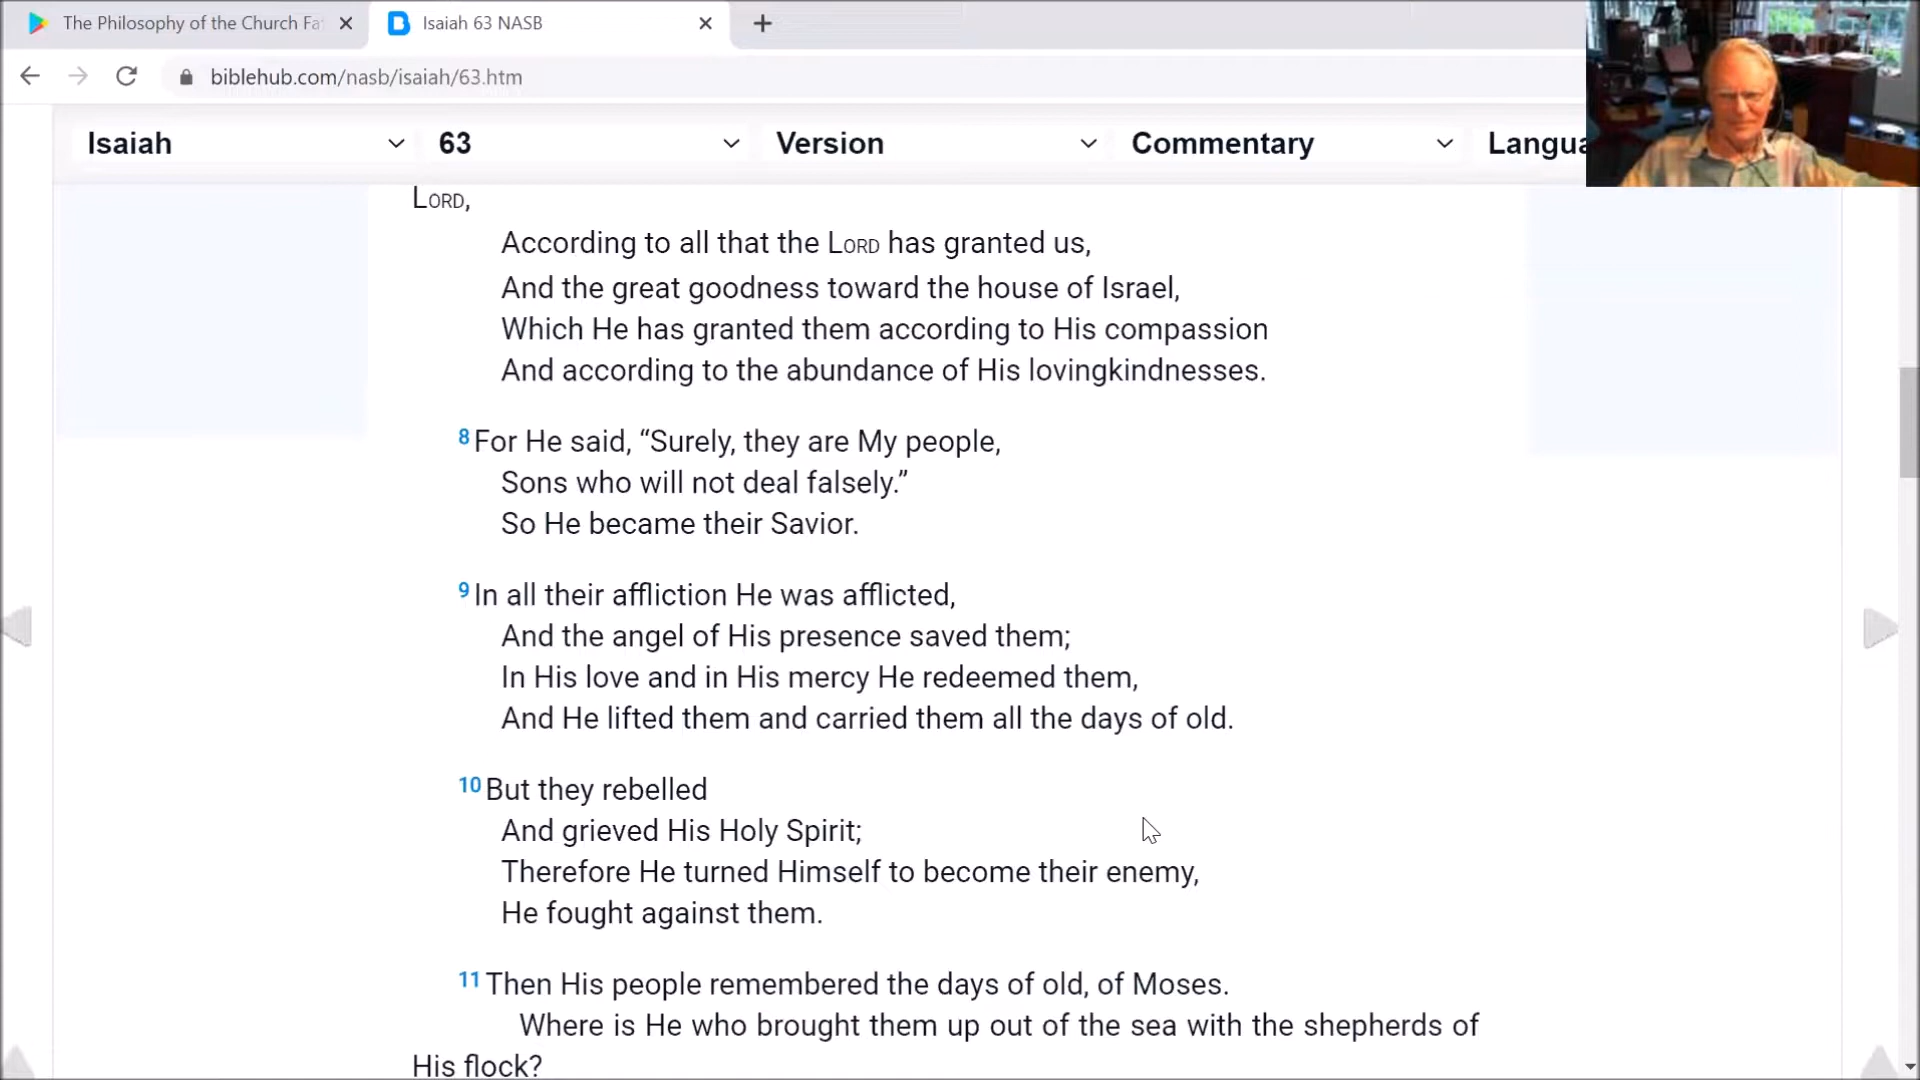 The Philosophy of the Church Fa
Isaiah 63 NASB
biblehub.com/nasb/isaiah/63.htm
Isaiah 63 Version Commentary Langua
LORD,
According to all that the LORD has granted us,
And the great goodness toward the house of Israel,
Which He has granted them according to His compassion
And according to the abundance of His lovingkindnesses.
8 For He said, “Surely, they are My people,
Sons who will not deal falsely.”
So He became their Savior.
9 In all their affliction He was afflicted,
And the angel of His presence saved them;
In His love and in His mercy He redeemed them,
And He lifted them and carried them all the days of old.
10 But they rebelled
And grieved His Holy Spirit;
Therefore He turned Himself to become their enemy,
He fought against them.
11 Then His people remembered the days of old, of Moses.
Where is He who brought them up out of the sea with the shepherds of
His flock?